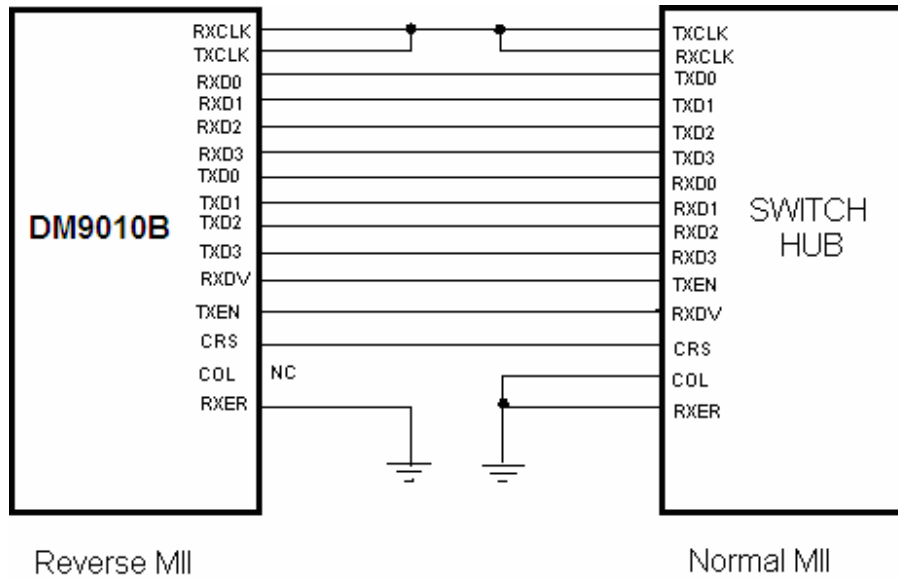 RXCLK
TXCLK
RXD0
RXD1
RXD2
RXD3
TXD0
TXD1
TXD2
TXD3
RXDV
TXEN
CRS
COL
RXER
DM9010B
NC
TXCLK
RXCLK
TXD0
TXD1
TXD2
TXD3
RXD0
RXD1
RXD2
RXD3
TXEN
RXDV
CRS
COL
RXER
SWITCH
HUB
Reverse MII
Normal MII